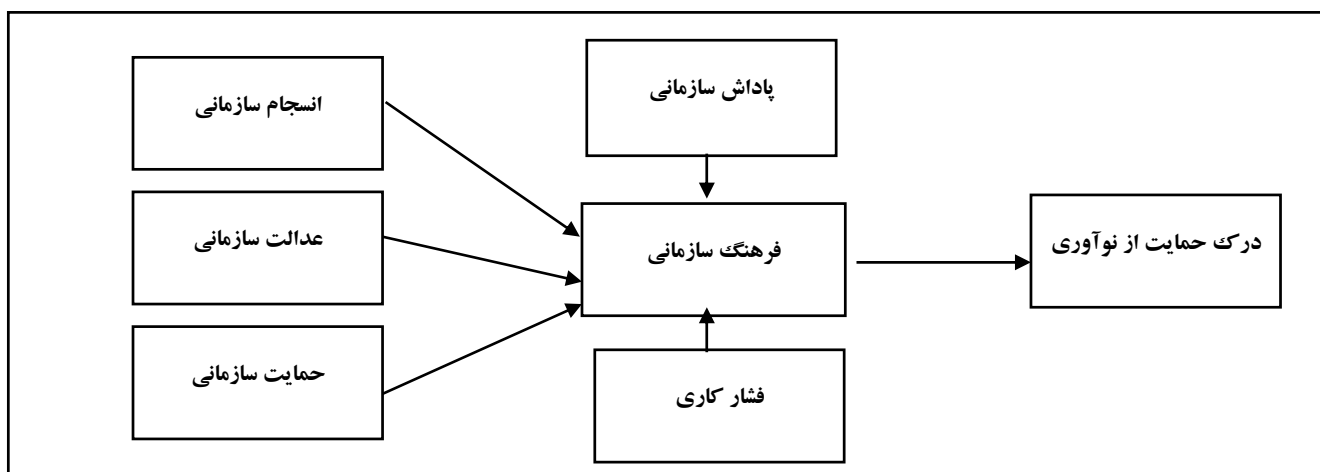 پاداش سازمانی
انسجام سازمانی
عدالت سازمانی
فرهنگ سازمانی
درک حمایت از نوآوری
حمایت سازمانی
فشار کاری